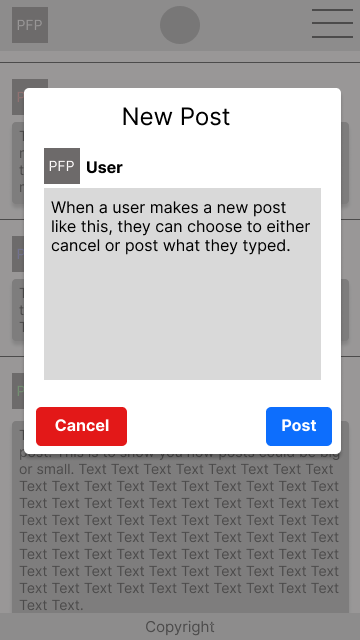 PFP
New Post
PFP
User
When a user makes a new post
like this, they can choose to either
cancel or post what they typed.
Cancel
Post
post. This is to show you how posts could be big
or small. Text Text Text Text Text Text Text Text
Text Text Text Text Text Text Text Text Text Text
Text Text Text Text Text Text Text Text Text Text
Text Text Text Text Text Text Text Text Text Text
Text Text Text Text Text Text Text Text Text Text
Text Text Text Text Text Text Text Text Text Text
Text Text Text Text Text Text Text Text Text Text
Text Text Text Text Text Text Text Text Text Text
Text Text.
Copyright